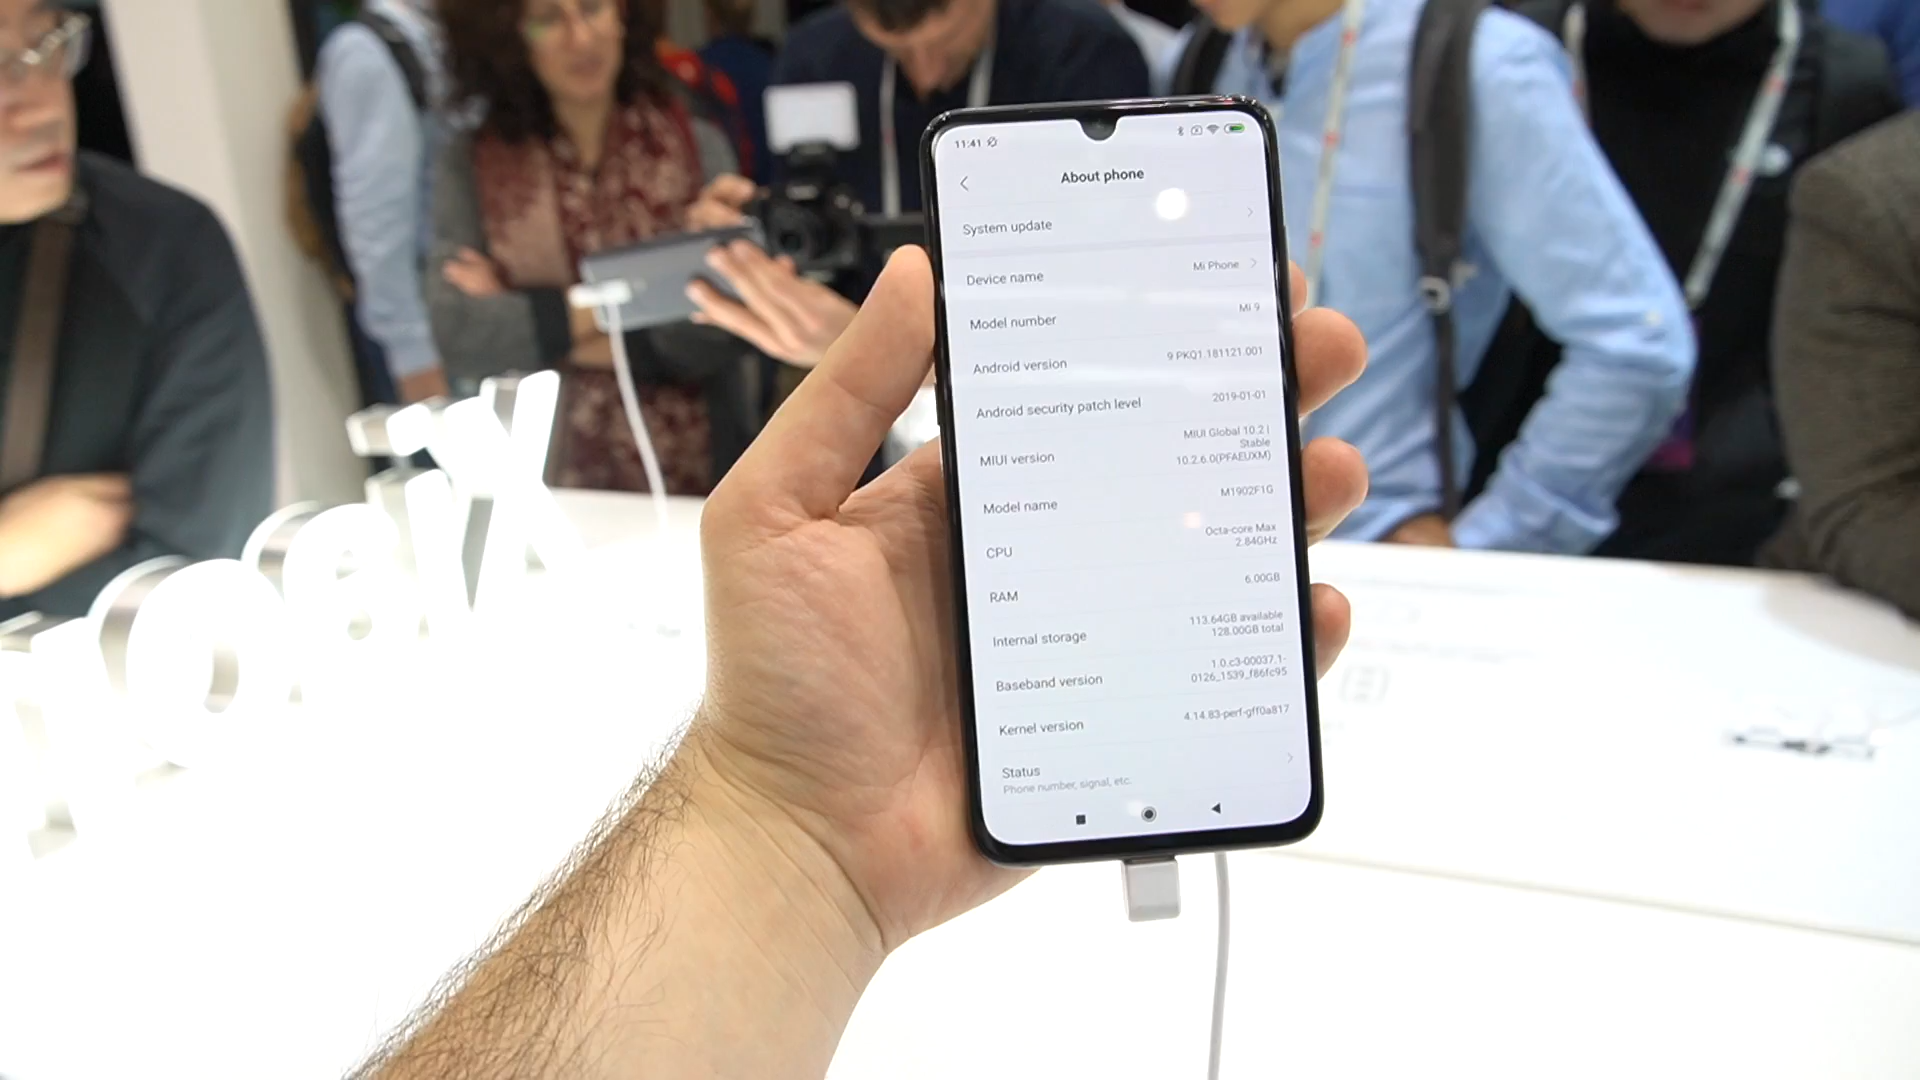 11:41
About phone
System update
Device name Mi Phone
Model number Mi 9
Android version 9 PKQ1.181121.001
Android security patch level 2019-01-01
MIUI version MIUI Global 10.2 |
Stable
10.2.6.0(PFAEUXM)
Model name M1902F1G
CPU Octa-core Max
2.84GHz
RAM 6.00GB
Internal storage 113.64GB available
128.00GB total
Baseband version 1.0.c3-00037.1-
0126_1539_f86fc95
Kernel version 4.14.83-perf-gff0a817
Status
Phone number, signal, etc.